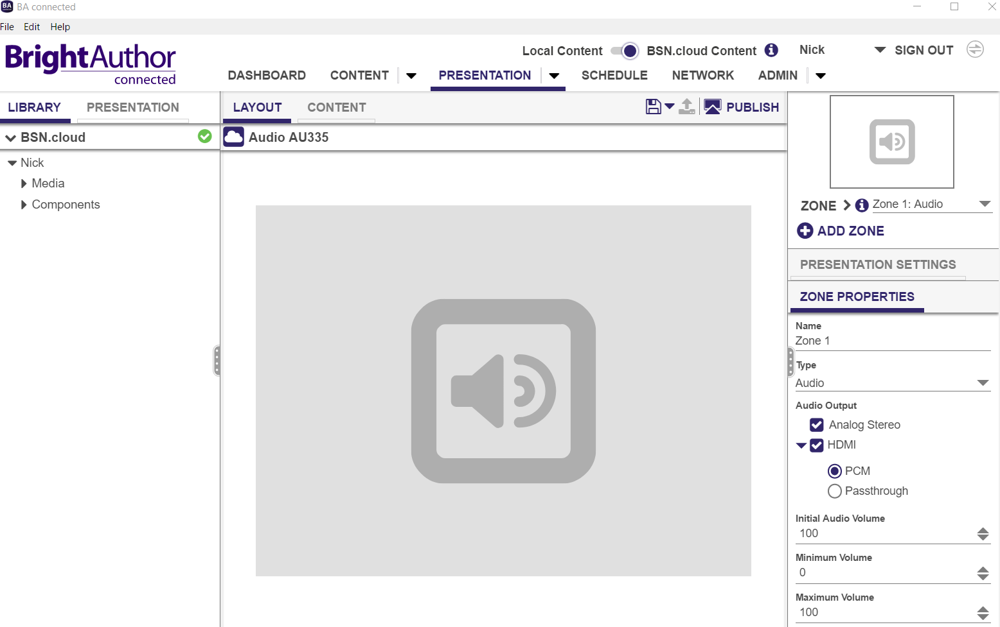 BA connected
File Edit Help
BrightAuthor
connected
Local Content BSN.cloud Content Nick SIGN OUT
DASHBOARD CONTENT PRESENTATION SCHEDULE NETWORK ADMIN
LIBRARY PRESENTATION
LAYOUT CONTENT PUBLISH
BSN.cloud
Audio AU335
Nick
Media
Components
ZONE Zone 1: Audio
ADD ZONE
PRESENTATION SETTINGS
ZONE PROPERTIES
Name
Zone 1
Type
Audio
Audio Output
Analog Stereo
HDMI
PCM
Passthrough
Initial Audio Volume
100
Minimum Volume
0
Maximum Volume
100